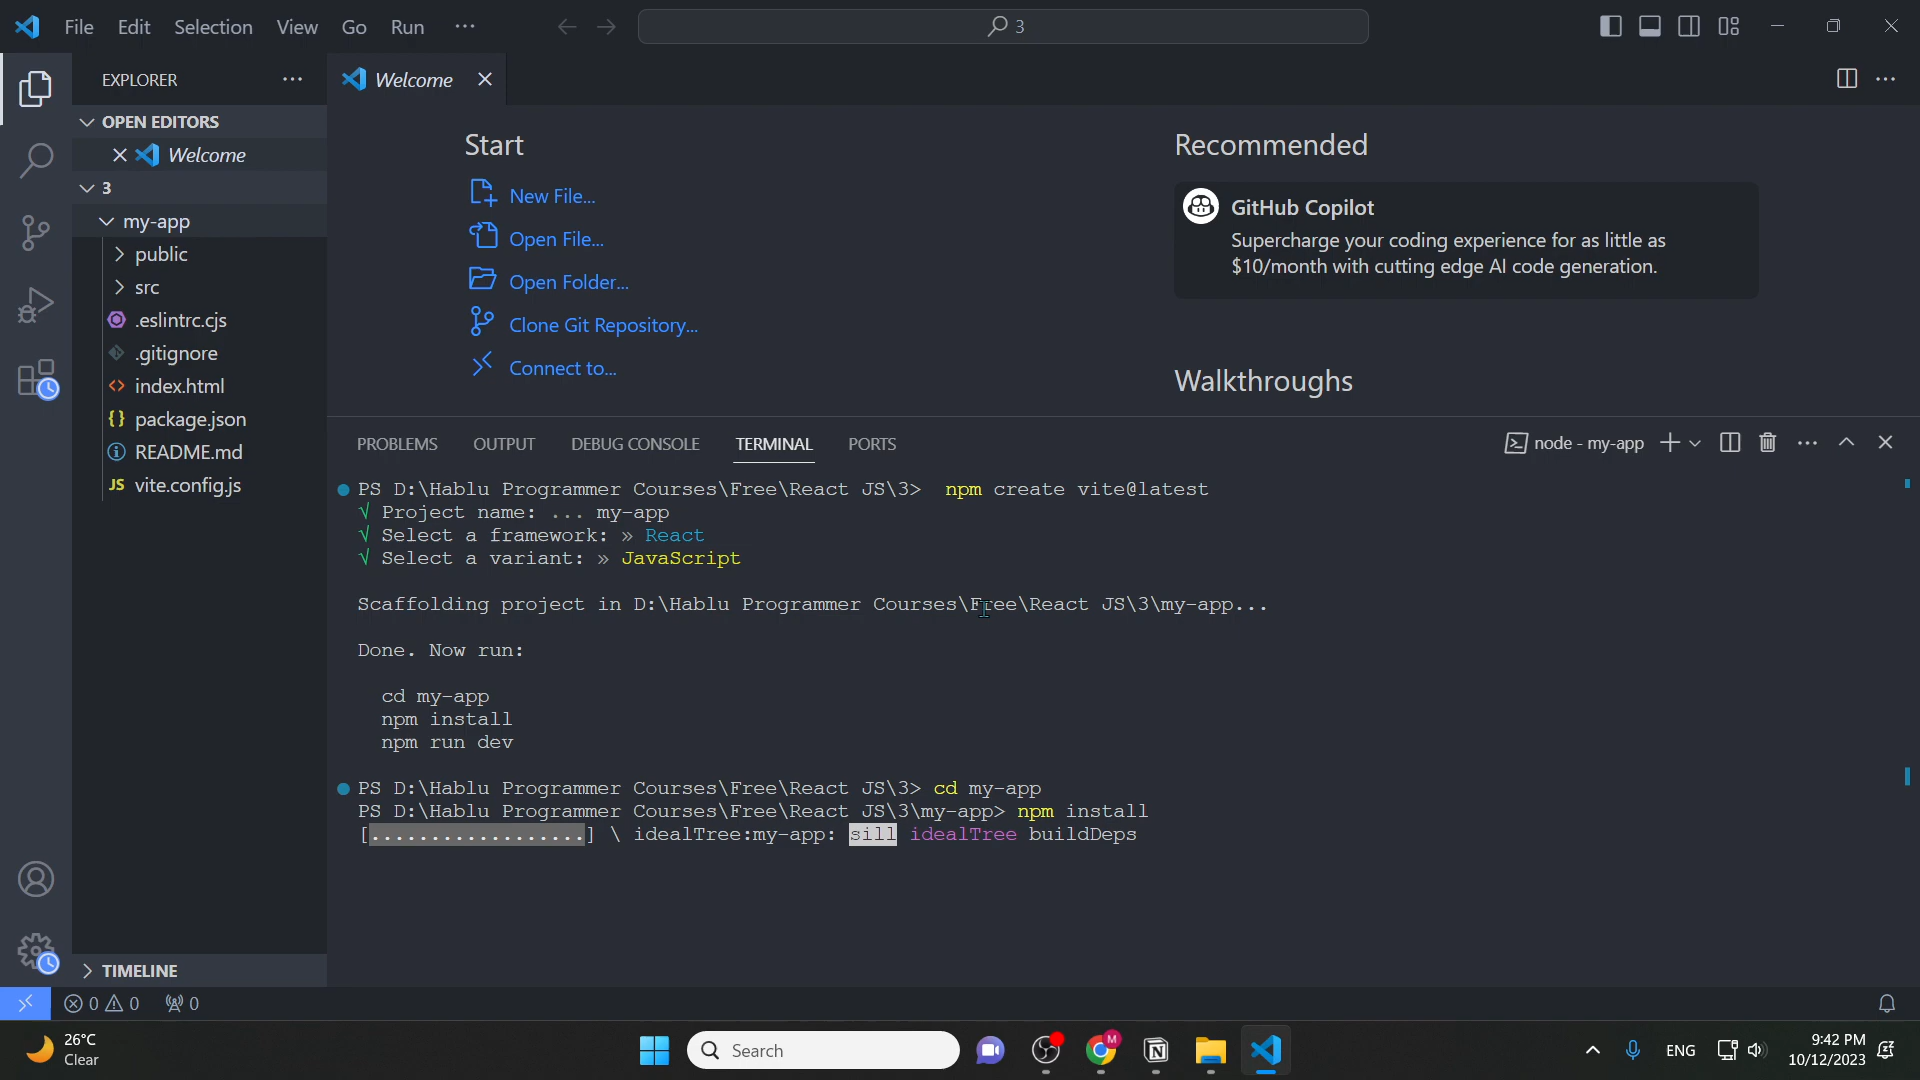 File Edit Selection View Go Run ··· 3
EXPLORER ···
Welcome
OPEN EDITORS
Welcome
3
my-app
public
src
.eslintrc.cjs
.gitignore
index.html
package.json
README.md
JS vite.config.js
TIMELINE
Start
New File...
Open File...
Open Folder...
Clone Git Repository...
Connect to...
Recommended
GitHub Copilot
Supercharge your coding experience for as little as
$10/month with cutting edge AI code generation.
Walkthroughs
PROBLEMS OUTPUT DEBUG CONSOLE TERMINAL PORTS node - my-app
PS D:\Hablu Programmer Courses\Free\React JS\3> npm create vite@latest
√ Project name: ... my-app
√ Select a framework: » React
√ Select a variant: » JavaScript
Scaffolding project in D:\Hablu Programmer Courses\Free\React JS\3\my-app...
Done. Now run:
cd my-app
npm install
npm run dev
PS D:\Hablu Programmer Courses\Free\React JS\3> cd my-app
PS D:\Hablu Programmer Courses\Free\React JS\3\my-app> npm install
[..................] \ idealTree:my-app: sill idealTree buildDeps
0 0 0
26°C
Clear
Search
M
ENG
9:42 PM
10/12/2023